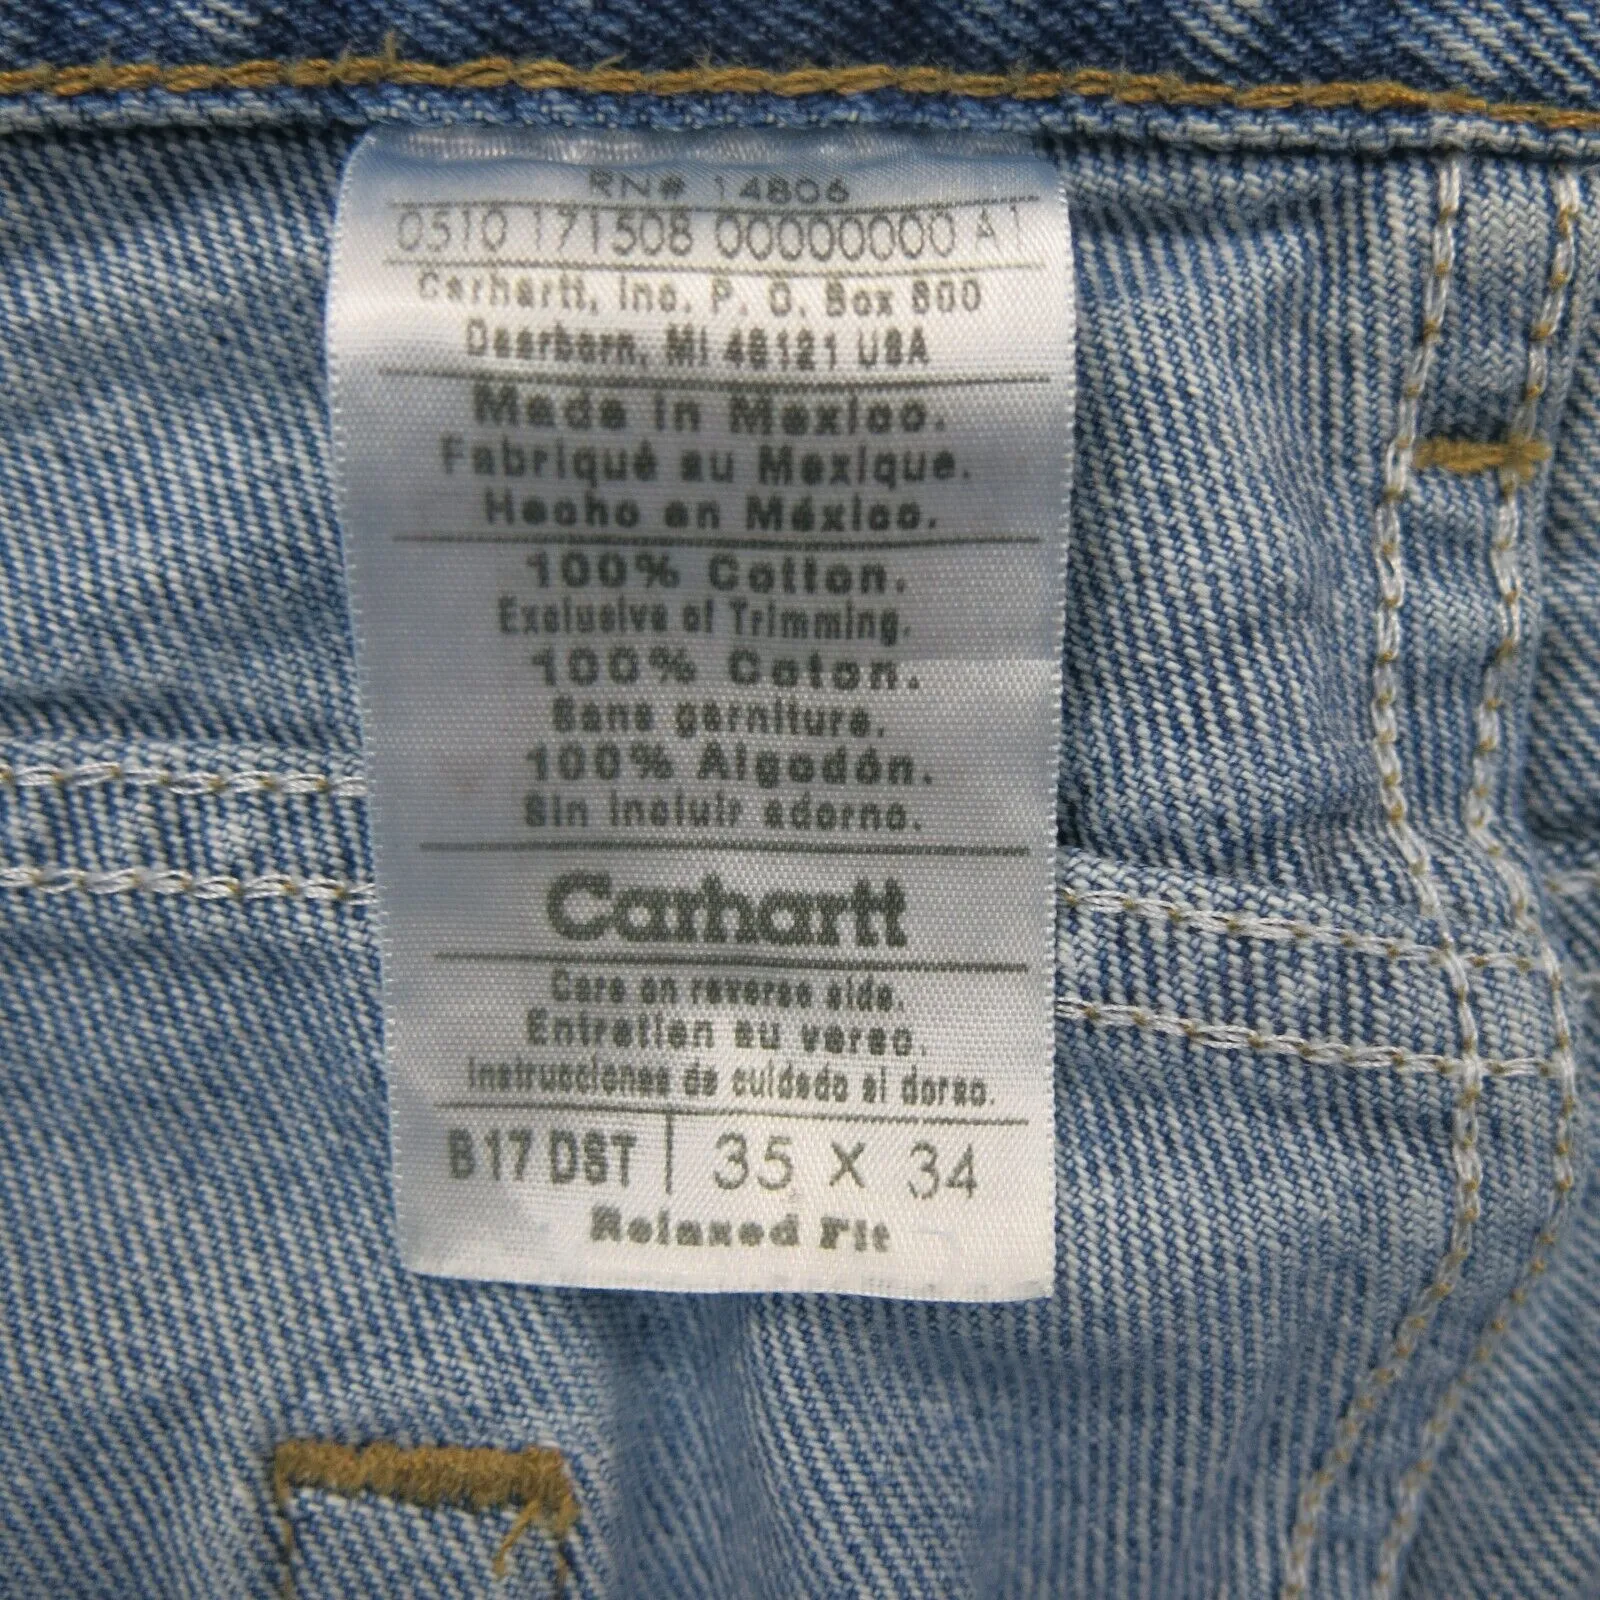 RN# 14806
0510 171508 00000000 A1
Carhartt, Inc. P. O. Box 600
Dearborn, MI 48121 USA
Made in Mexico.
Fabriqué au Mexique.
Hecho en México.
100% Cotton.
Exclusive of Trimming.
100% Coton.
Sans garniture.
100% Algodón.
Sin incluir adorno.
Carhartt
Care on reverse side.
Entretien au verso.
Instrucciones de cuidado al dorso.
B17 DST | 35 X 34
Relaxed Fit